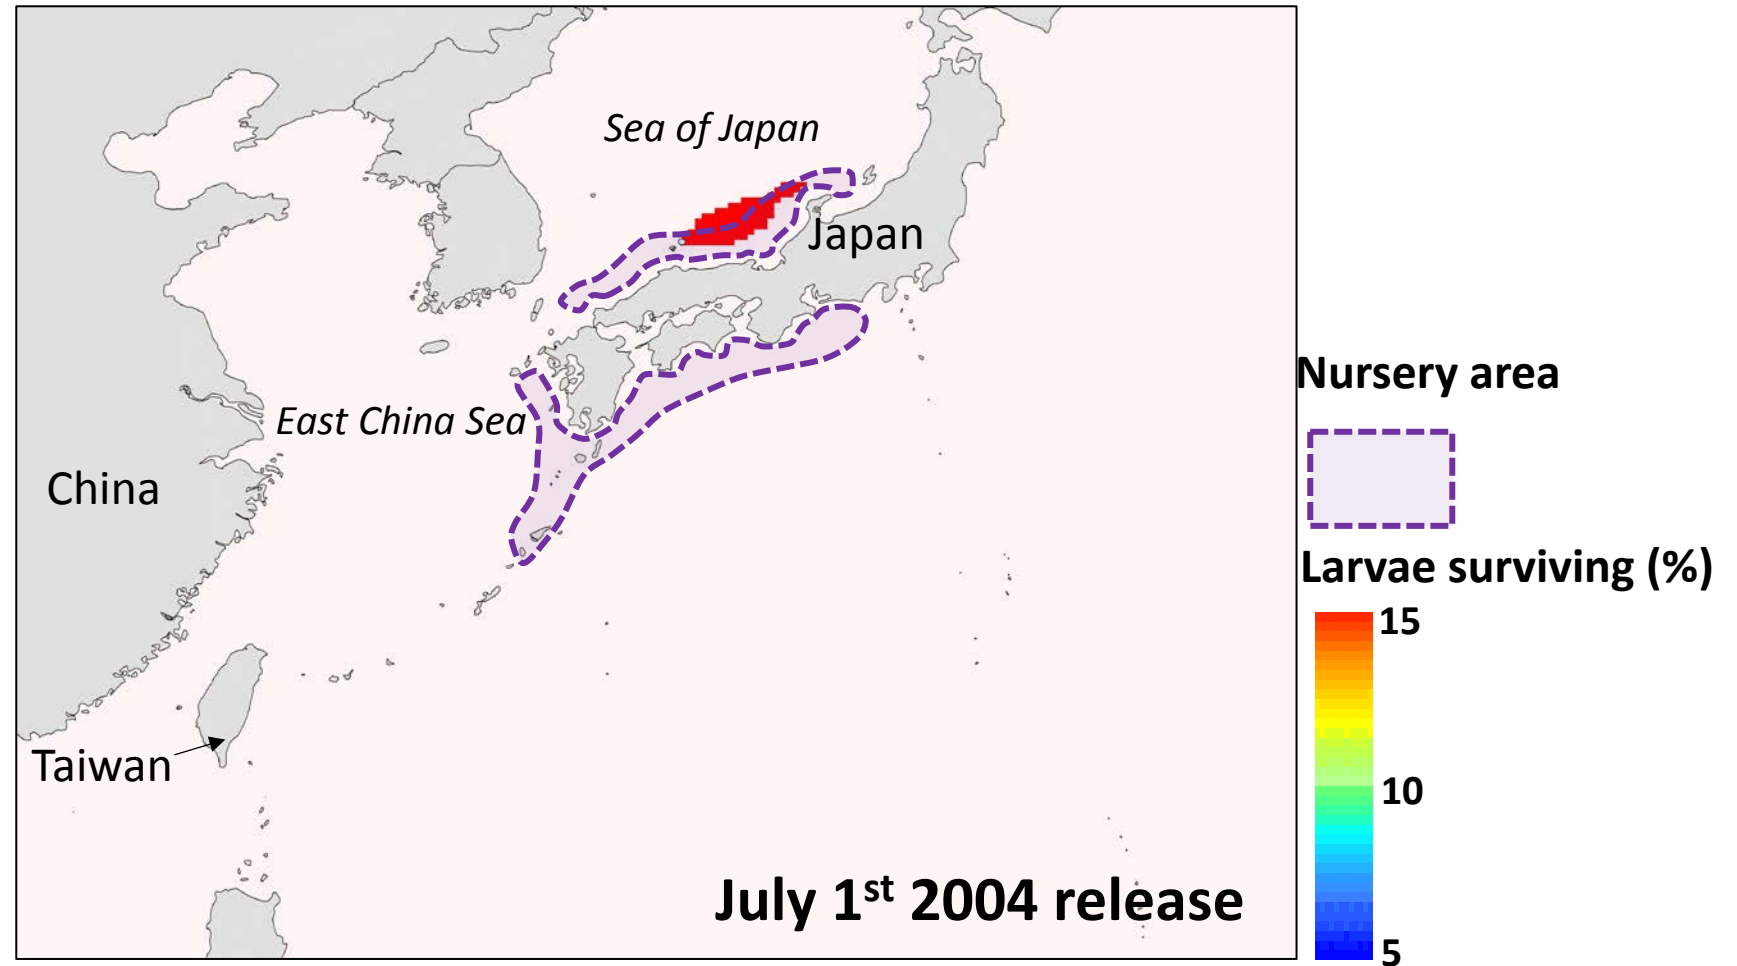 Sea of Japan
Japan
East China Sea
China
Taiwan
July 1st 2004 release
Nursery area
Larvae surviving (%)
15
10
5